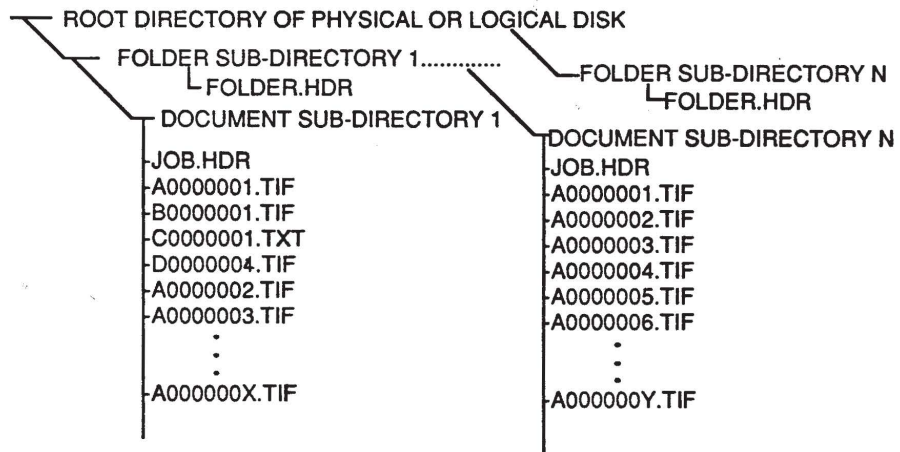 ROOT DIRECTORY OF PHYSICAL OR LOGICAL DISK
FOLDER SUB-DIRECTORY 1.............
FOLDER.HDR
FOLDER SUB-DIRECTORY N
FOLDER.HDR
DOCUMENT SUB-DIRECTORY 1
JOB.HDR
A0000001.TIF
B0000001.TIF
C0000001.TXT
D0000004.TIF
A0000002.TIF
A0000003.TIF
A000000X.TIF
DOCUMENT SUB-DIRECTORY N
JOB.HDR
A0000001.TIF
A0000002.TIF
A0000003.TIF
A0000004.TIF
A0000005.TIF
A0000006.TIF
A000000Y.TIF